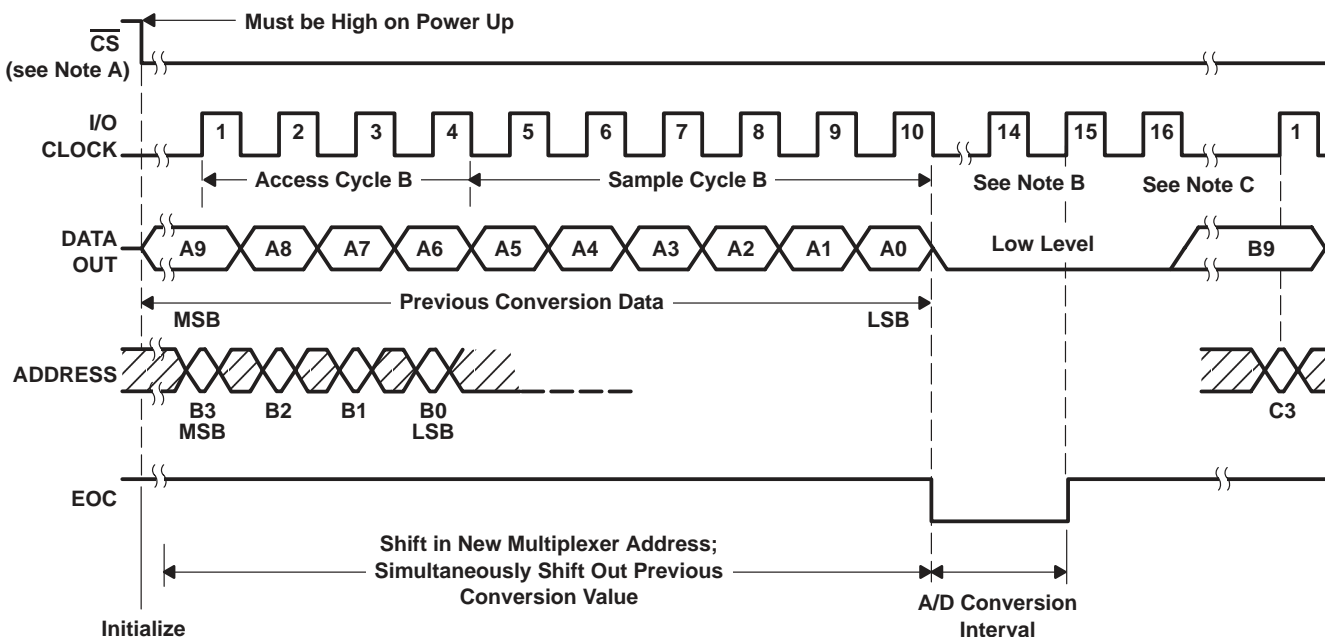 Must be High on Power Up
CS
(see Note A)
I/O
CLOCK
1 2 3 4 5 6 7 8 9 10 14 15 16 1
Access Cycle B
Sample Cycle B
See Note B
See Note C
DATA
OUT
A9 A8 A7 A6 A5 A4 A3 A2 A1 A0
Low Level
B9
Previous Conversion Data
MSB
LSB
ADDRESS
B3 B2 B1 B0
MSB LSB
C3
EOC
Shift in New Multiplexer Address;
Simultaneously Shift Out Previous
Conversion Value
A/D Conversion
Interval
Initialize